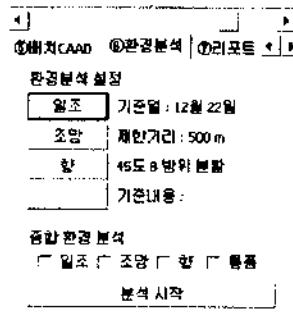 ⑤배치CAAD ⑥환경분석 ⑦리포트
환경분석 설정
일조 기준일 : 12월 22일
조망 제한거리 : 500 m
향 45도 8 방위 분할
기준내용 :
종합 환경 분석
일조 조망 향 통풍
분석 시작